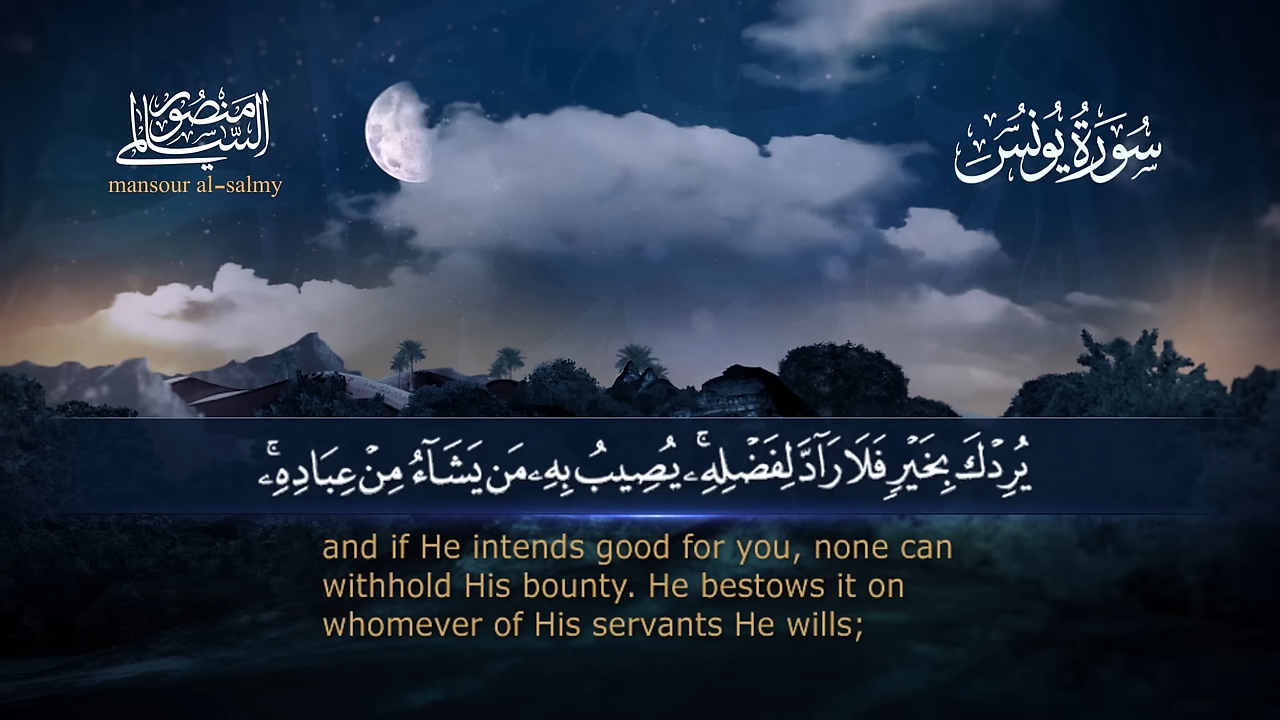 منصور السالمي
mansour al-salmy
سُورَةُ يُونُسَ
يُرِدْكَ بِخَيْرٍ فَلَا رَآدَّ لِفَضْلِهِۦۚ يُصِيبُ بِهِۦ مَن يَشَآءُ مِنْ عِبَادِهِۦۚ
and if He intends good for you, none can
withhold His bounty. He bestows it on
whomever of His servants He wills;